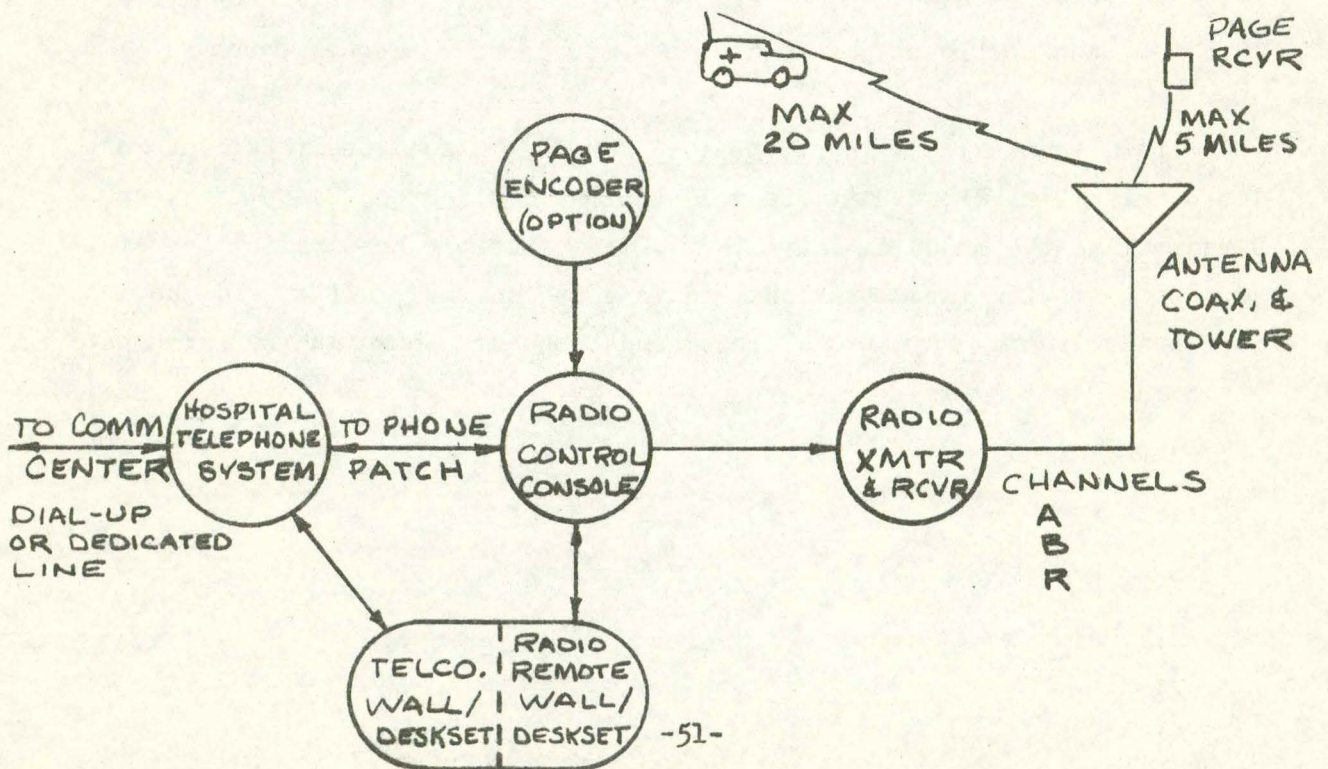 PAGE
RCVR
MAX
20 MILES
MAX
5 MILES
PAGE
ENCODER
(OPTION)
ANTENNA
COAX, &
TOWER
TO COMM
CENTER
HOSPITAL
TELEPHONE
SYSTEM
TO PHONE
PATCH
RADIO
CONTROL
CONSOLE
RADIO
XMTR
& RCVR
CHANNELS
A
B
R
DIAL-UP
OR DEDICATED
LINE
TELCO.
WALL/
DESKSET
RADIO
REMOTE
WALL/
DESKSET
-51-